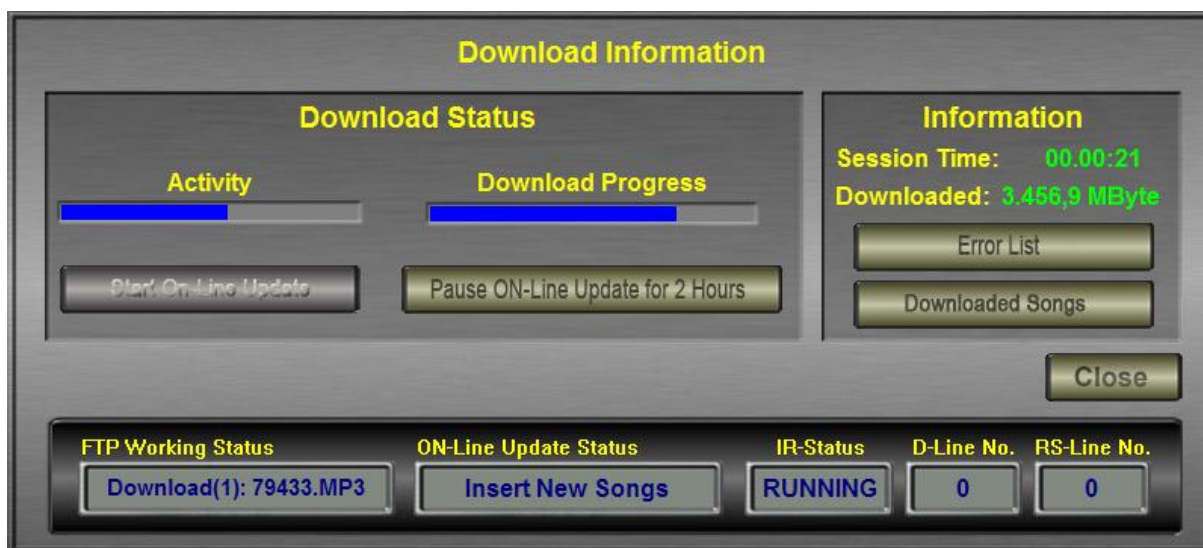 Download Information
Download Status
Activity
Download Progress
Start On-Line Update
Pause ON-Line Update for 2 Hours
Information
Session Time: 00.00:21
Downloaded: 3.456,9 MByte
Error List
Downloaded Songs
Close
FTP Working Status
ON-Line Update Status
IR-Status
D-Line No.
RS-Line No.
Download(1): 79433.MP3
Insert New Songs
RUNNING
0
0